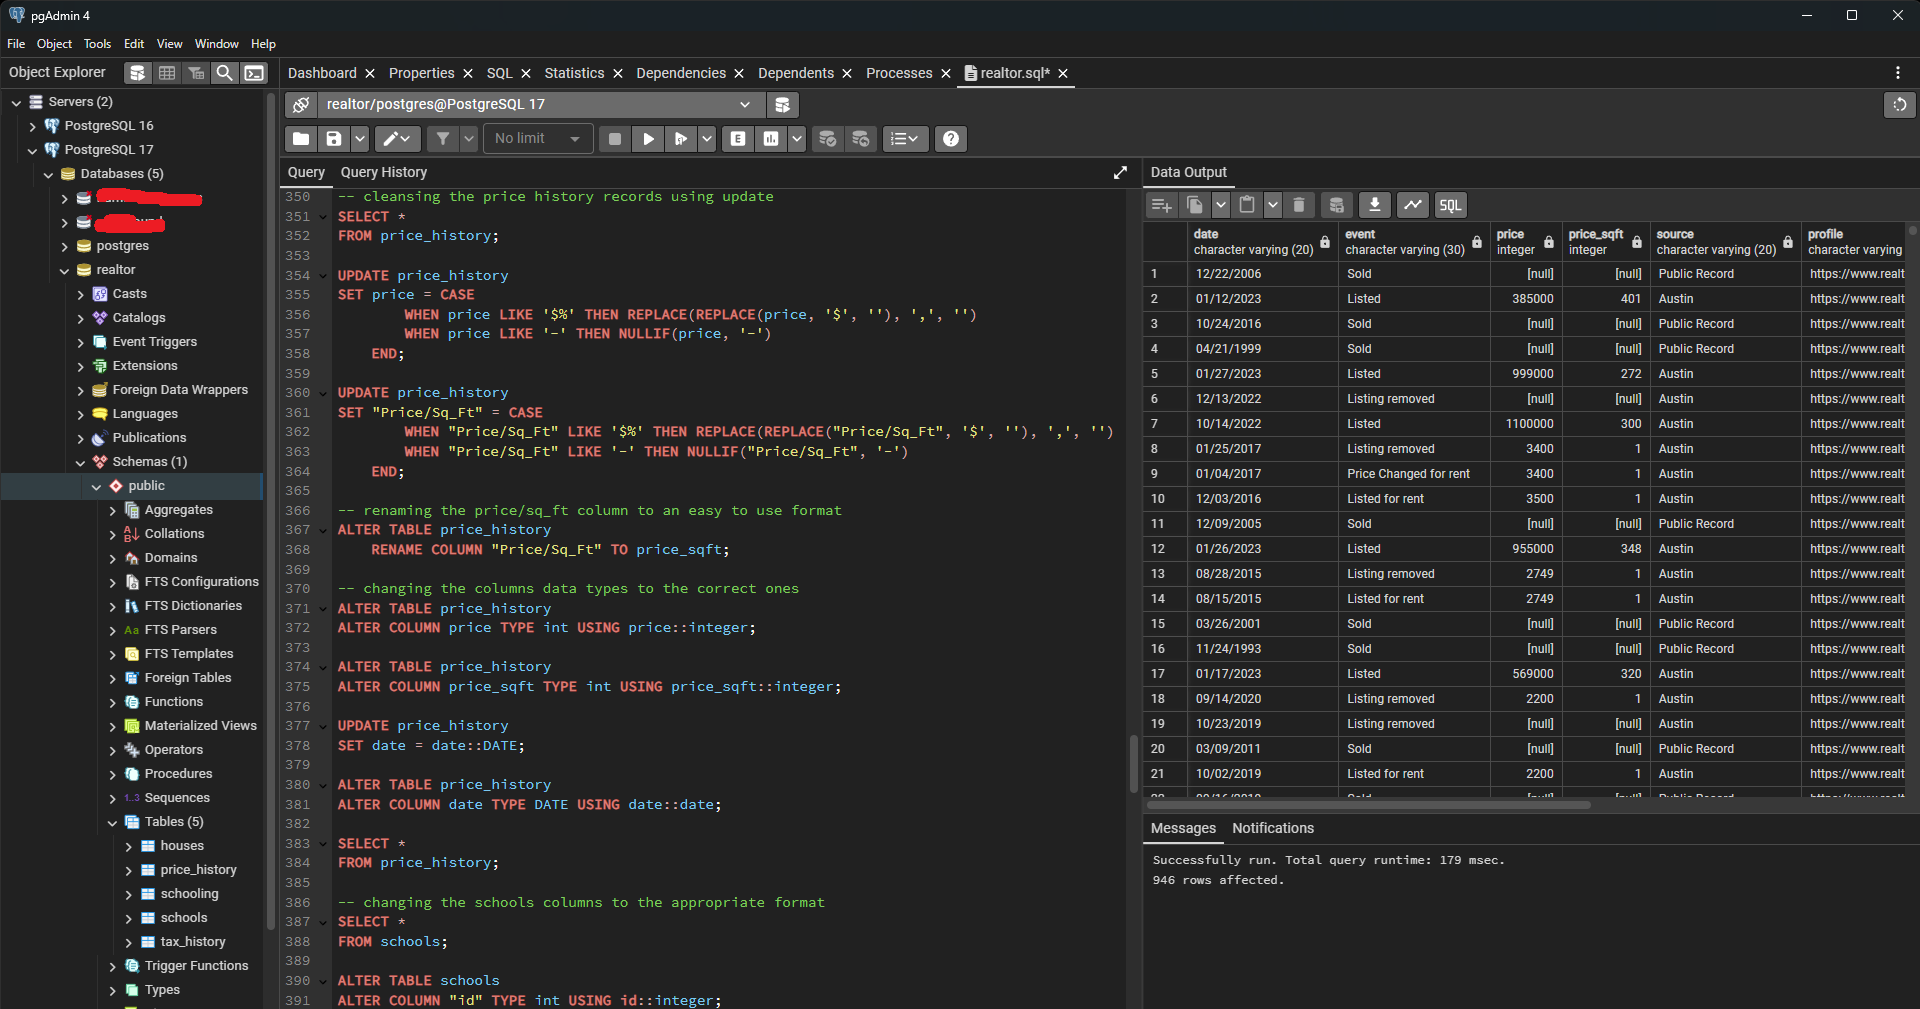 pgAdmin 4
File Object Tools Edit View Window Help
Object Explorer
Dashboard Properties SQL Statistics Dependencies Dependents Processes realtor.sql*
Servers (2)
PostgreSQL 16
PostgreSQL 17
Databases (5)
postgres
realtor
Casts
Catalogs
Event Triggers
Extensions
Foreign Data Wrappers
Languages
Publications
Schemas (1)
public
Aggregates
Collations
Domains
FTS Configurations
FTS Dictionaries
Aa FTS Parsers
FTS Templates
Foreign Tables
Functions
Materialized Views
Operators
Procedures
1..3 Sequences
Tables (5)
houses
price_history
schooling
schools
tax_history
Trigger Functions
Types
realtor/postgres@PostgreSQL 17
No limit
E
Query Query History
350 -- cleansing the price history records using update
351 SELECT *
352 FROM price_history;
353
354 UPDATE price_history
355 SET price = CASE
356 WHEN price LIKE '$%' THEN REPLACE(REPLACE(price, '$', ''), ',', '')
357 WHEN price LIKE '-' THEN NULLIF(price, '-')
358 END;
359
360 UPDATE price_history
361 SET "Price/Sq_Ft" = CASE
362 WHEN "Price/Sq_Ft" LIKE '$%' THEN REPLACE(REPLACE("Price/Sq_Ft", '$', ''), ',', '')
363 WHEN "Price/Sq_Ft" LIKE '-' THEN NULLIF("Price/Sq_Ft", '-')
364 END;
365
366 -- renaming the price/sq_ft column to an easy to use format
367 ALTER TABLE price_history
368 RENAME COLUMN "Price/Sq_Ft" TO price_sqft;
369
370 -- changing the columns data types to the correct ones
371 ALTER TABLE price_history
372 ALTER COLUMN price TYPE int USING price::integer;
373
374 ALTER TABLE price_history
375 ALTER COLUMN price_sqft TYPE int USING price_sqft::integer;
376
377 UPDATE price_history
378 SET date = date::DATE;
379
380 ALTER TABLE price_history
381 ALTER COLUMN date TYPE DATE USING date::date;
382
383 SELECT *
384 FROM price_history;
385
386 -- changing the schools columns to the appropriate format
387 SELECT *
388 FROM schools;
389
390 ALTER TABLE schools
391 ALTER COLUMN "id" TYPE int USING id::integer;
Data Output
SQL
date event price price_sqft source profile
character varying (20) character varying (30) integer integer character varying (20) character varying
1 12/22/2006 Sold [null] [null] Public Record https://www.realt
2 01/12/2023 Listed 385000 401 Austin https://www.realt
3 10/24/2016 Sold [null] [null] Public Record https://www.realt
4 04/21/1999 Sold [null] [null] Public Record https://www.realt
5 01/27/2023 Listed 999000 272 Austin https://www.realt
6 12/13/2022 Listing removed [null] [null] Austin https://www.realt
7 10/14/2022 Listed 1100000 300 Austin https://www.realt
8 01/25/2017 Listing removed 3400 1 Austin https://www.realt
9 01/04/2017 Price Changed for rent 3400 1 Austin https://www.realt
10 12/03/2016 Listed for rent 3500 1 Austin https://www.realt
11 12/09/2005 Sold [null] [null] Public Record https://www.realt
12 01/26/2023 Listed 955000 348 Austin https://www.realt
13 08/28/2015 Listing removed 2749 1 Austin https://www.realt
14 08/15/2015 Listed for rent 2749 1 Austin https://www.realt
15 03/26/2001 Sold [null] [null] Public Record https://www.realt
16 11/24/1993 Sold [null] [null] Public Record https://www.realt
17 01/17/2023 Listed 569000 320 Austin https://www.realt
18 09/14/2020 Listing removed 2200 1 Austin https://www.realt
19 10/23/2019 Listing removed [null] [null] Austin https://www.realt
20 03/09/2011 Sold [null] [null] Public Record https://www.realt
21 10/02/2019 Listed for rent 2200 1 Austin https://www.realt
Messages Notifications
Successfully run. Total query runtime: 179 msec.
946 rows affected.